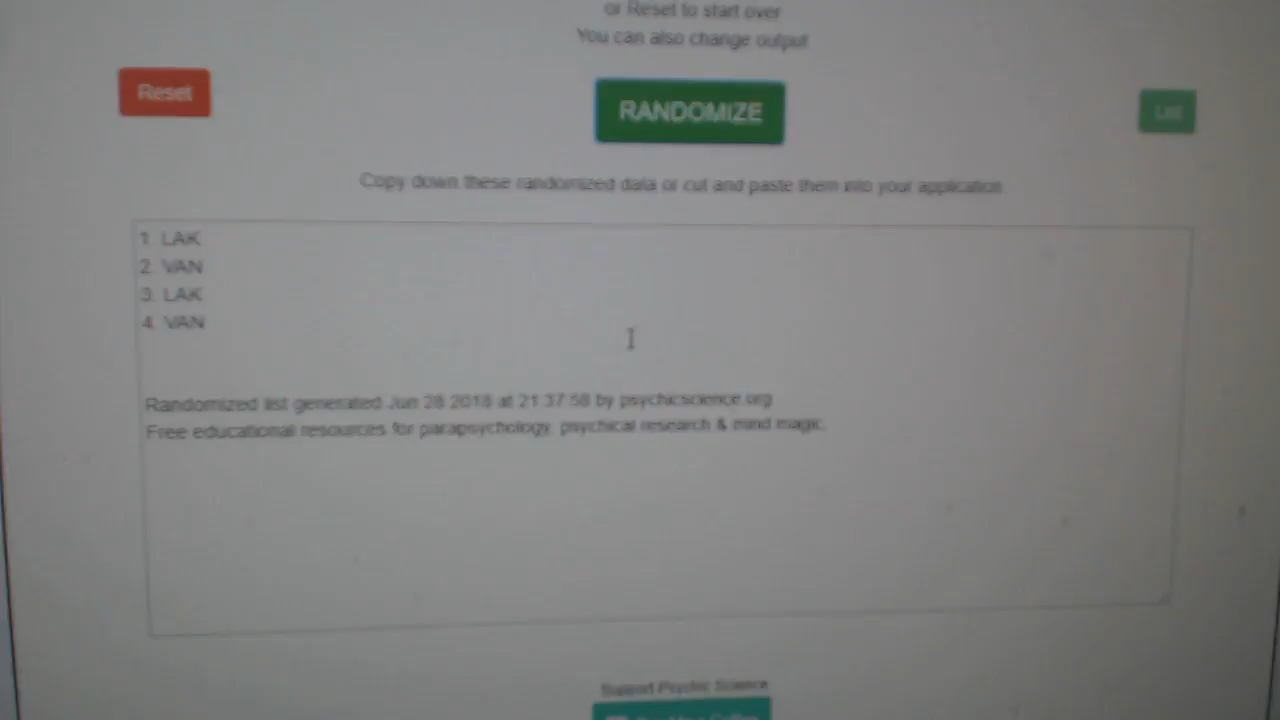 or Reset to start over
You can also change output
Reset
RANDOMIZE
List
Copy down these randomized data or cut and paste them into your application
1. LAK
2. VAN
3. LAK
4. VAN
Randomized list generated Jun 28 2018 at 21:37:58 by psychicscience.org
Free educational resources for parapsychology, psychical research & mind magic.
Support Psychic Science